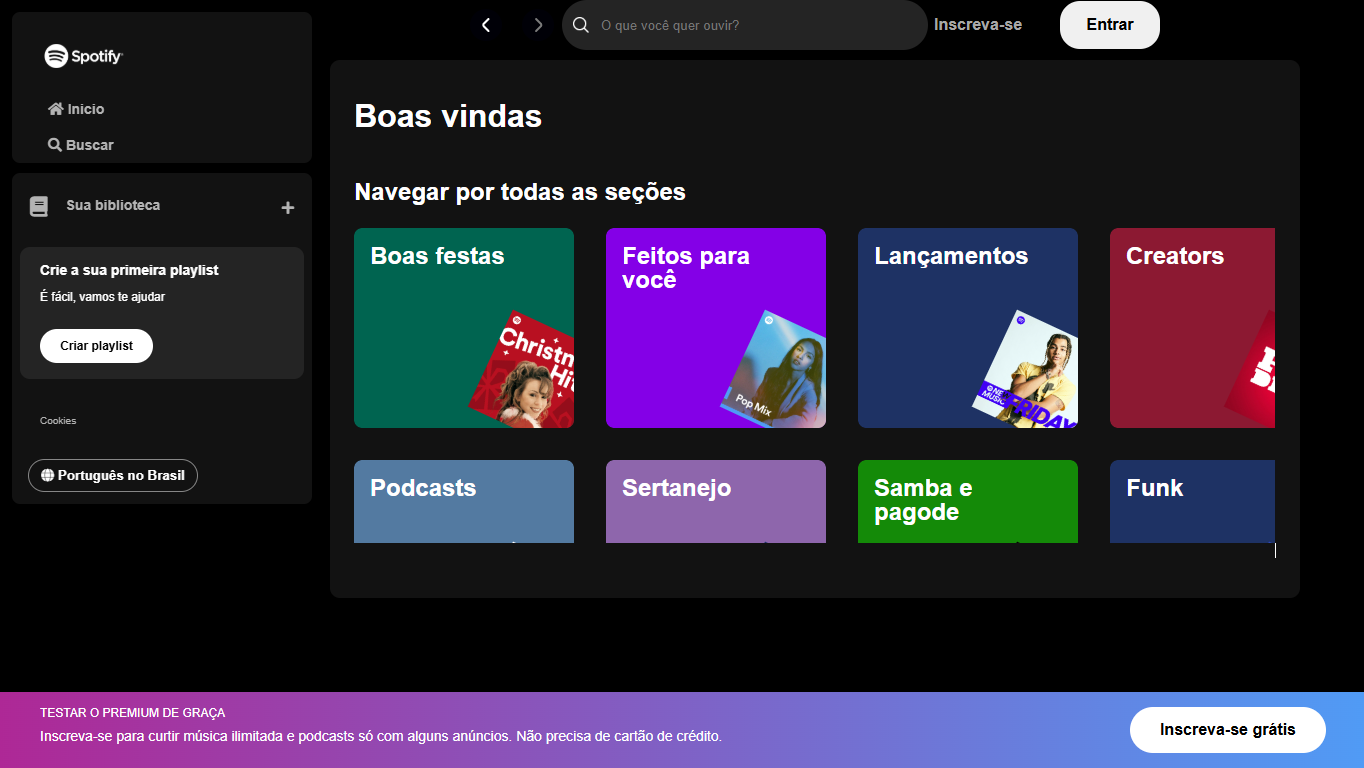 Spotify
Inicio
Buscar
Sua biblioteca
Crie a sua primeira playlist
É fácil, vamos te ajudar
Criar playlist
Cookies
Português no Brasil
O que você quer ouvir?
Inscreva-se
Entrar
Boas vindas
Navegar por todas as seções
Boas festas
Feitos para
você
Lançamentos
Creators
Pop Mix
FRIDAY
Podcasts
Sertanejo
Samba e
pagode
Funk
TESTAR O PREMIUM DE GRAÇA
Inscreva-se para curtir música ilimitada e podcasts só com alguns anúncios. Não precisa de cartão de crédito.
Inscreva-se grátis